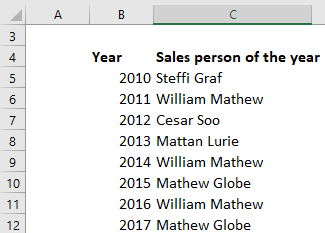 A B C
3
4 Year Sales person of the year
5 2010 Steffi Graf
6 2011 William Mathew
7 2012 Cesar Soo
8 2013 Mattan Lurie
9 2014 William Mathew
10 2015 Mathew Globe
11 2016 William Mathew
12 2017 Mathew Globe